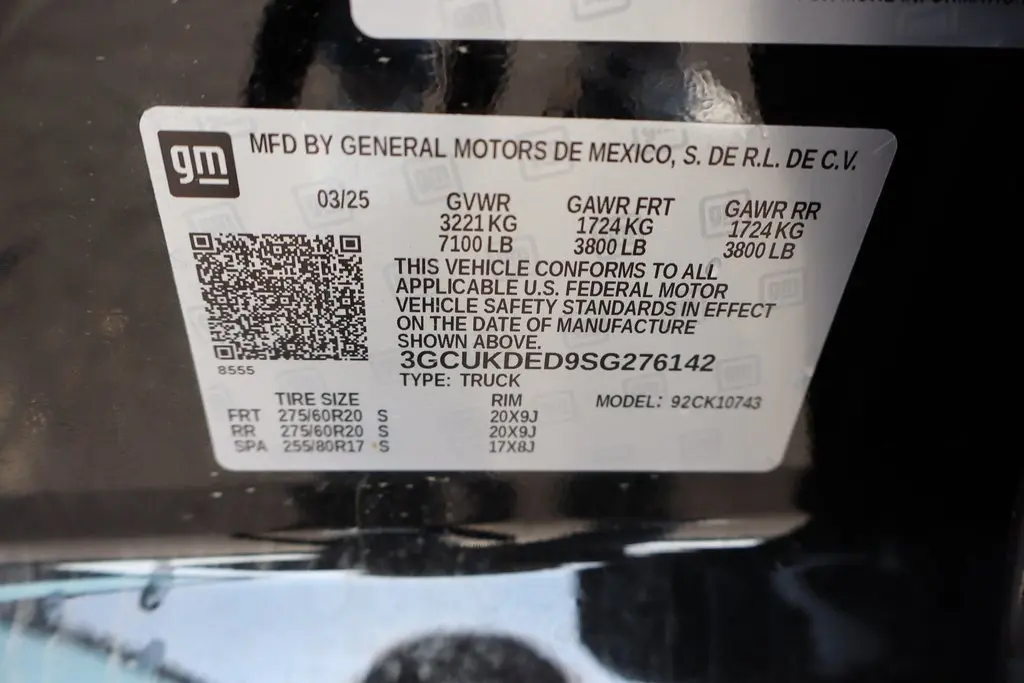 gm
MFD BY GENERAL MOTORS DE MEXICO, S. DE R.L. DE C.V.
03/25 GVWR GAWR FRT GAWR RR
3221 KG 1724 KG 1724 KG
7100 LB 3800 LB 3800 LB
THIS VEHICLE CONFORMS TO ALL
APPLICABLE U.S. FEDERAL MOTOR
VEHICLE SAFETY STANDARDS IN EFFECT
ON THE DATE OF MANUFACTURE
SHOWN ABOVE.
3GCUKDED9SG276142
8555
TYPE: TRUCK
TIRE SIZE RIM MODEL: 92CK10743
FRT 275/60R20 S 20X9J
RR 275/60R20 S 20X9J
SPA 255/80R17 S 17X8J